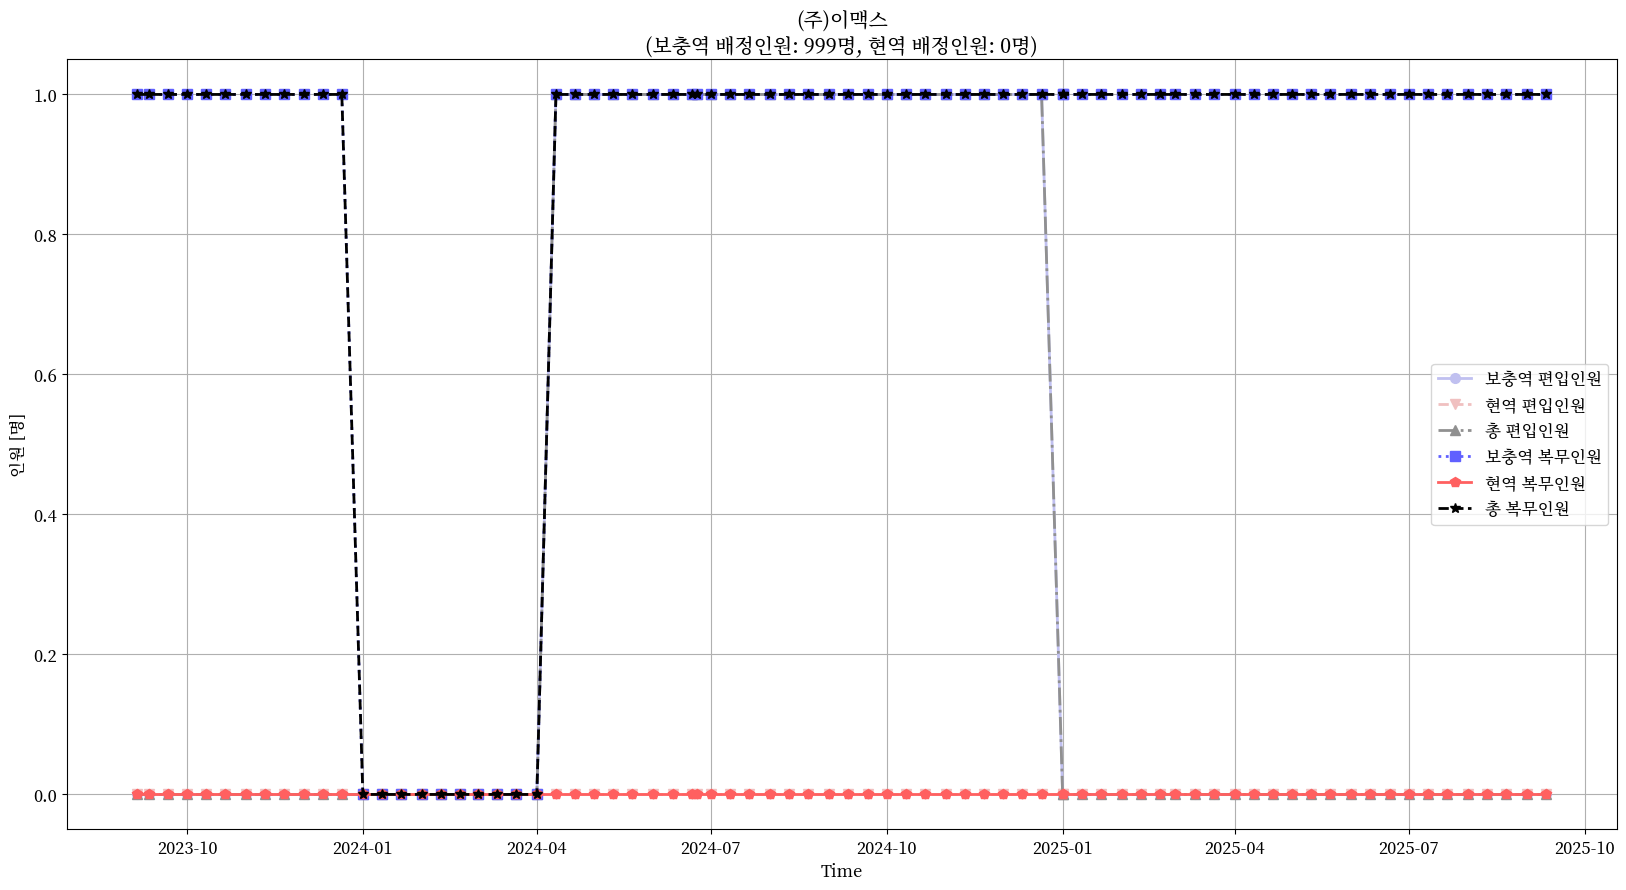 (주)이맥스
(보충역 배정인원: 999명, 현역 배정인원: 0명)
인원 [명]
1.0
0.8
0.6
0.4
0.2
0.0
보충역 편입인원
현역 편입인원
총 편입인원
보충역 복무인원
현역 복무인원
총 복무인원
2023-10
2024-01
2024-04
2024-07
2024-10
2025-01
2025-04
2025-07
2025-10
Time